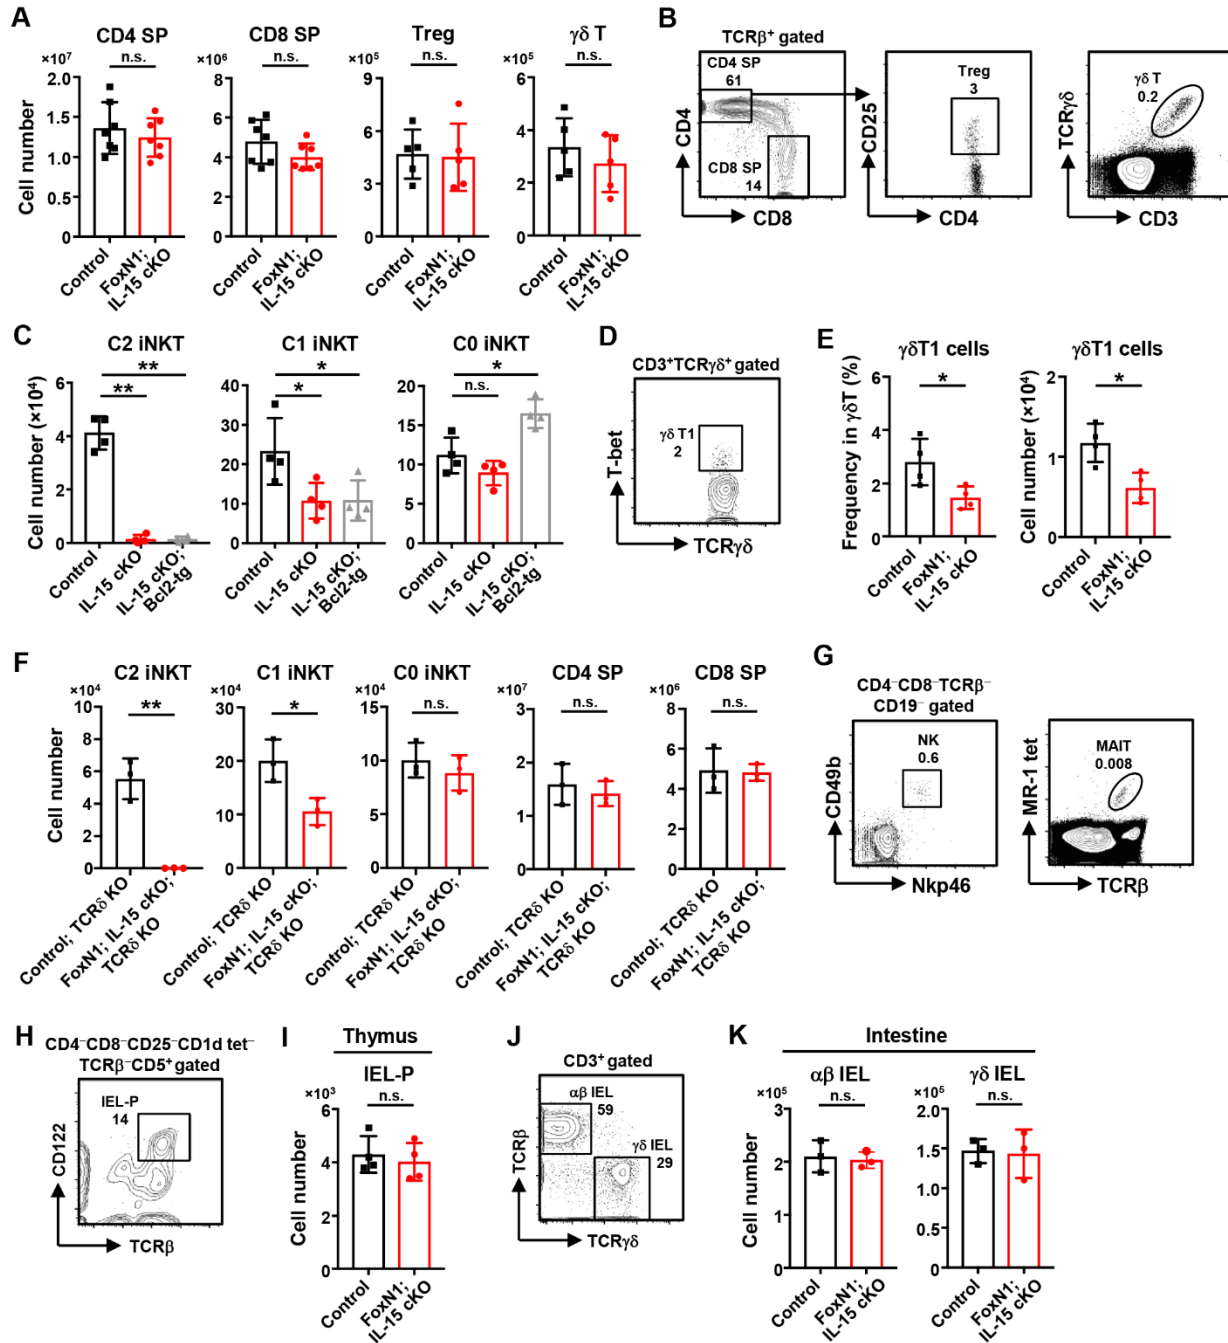 A
CD4 SP
CD8 SP
Treg
γδ T
×10⁷
n.s.
×10⁶
n.s.
×10⁵
n.s.
×10⁵
n.s.
Cell number
2.0
1.5
1.0
0.5
0
8
6
4
2
0
9
6
3
0
6
4
2
0
Control
FoxN1;
IL-15 cKO
Control
FoxN1;
IL-15 cKO
Control
FoxN1;
IL-15 cKO
Control
FoxN1;
IL-15 cKO
B
TCRβ⁺ gated
CD4 SP
61
CD8 SP
14
CD4
CD8
Treg
3
CD25
CD4
γδ T
0.2
TCRγδ
CD3
C
C2 iNKT
C1 iNKT
C0 iNKT
**
**
*
*
*
n.s.
Cell number (×10⁴)
6
4
2
0
40
30
20
10
0
20
15
10
5
0
Control
IL-15 cKO
IL-15 cKO;
Bcl2-tg
Control
IL-15 cKO
IL-15 cKO;
Bcl2-tg
Control
IL-15 cKO
IL-15 cKO;
Bcl2-tg
D
CD3⁺TCRγδ⁺ gated
γδ T1
2
T-bet
TCRγδ
E
γδT1 cells
γδT1 cells
*
*
Frequency in γδT (%)
6
4
2
0
Cell number (×10⁴)
2
1
0
Control
FoxN1;
IL-15 cKO
Control
FoxN1;
IL-15 cKO
F
C2 iNKT
C1 iNKT
C0 iNKT
CD4 SP
CD8 SP
×10⁴
**
×10⁴
*
×10⁴
n.s.
×10⁷
n.s.
×10⁶
n.s.
Cell number
10
8
6
4
2
0
30
20
10
0
15
10
5
0
3
2
1
0
8
6
4
2
0
Control; TCRδ KO
FoxN1; IL-15 cKO;
TCRδ KO
Control; TCRδ KO
FoxN1; IL-15 cKO;
TCRδ KO
Control; TCRδ KO
FoxN1; IL-15 cKO;
TCRδ KO
Control; TCRδ KO
FoxN1; IL-15 cKO;
TCRδ KO
Control; TCRδ KO
FoxN1; IL-15 cKO;
TCRδ KO
G
CD4⁻CD8⁻TCRβ⁻
CD19⁻ gated
NK
0.6
CD49b
Nkp46
MAIT
0.008
MR-1 tet
TCRβ
H
CD4⁻CD8⁻CD25⁻CD1d tet⁻
TCRβ⁻CD5⁺gated
IEL-P
14
CD122
TCRβ
I
Thymus
IEL-P
×10³
n.s.
Cell number
6
4
2
0
Control
FoxN1;
IL-15 cKO
J
CD3⁺ gated
αβ IEL
59
γδ IEL
29
TCRβ
TCRγδ
K
Intestine
αβ IEL
γδ IEL
×10⁵
n.s.
×10⁵
n.s.
Cell number
3
2
1
0
2.0
1.5
1.0
0.5
0
Control
FoxN1;
IL-15 cKO
Control
FoxN1;
IL-15 cKO